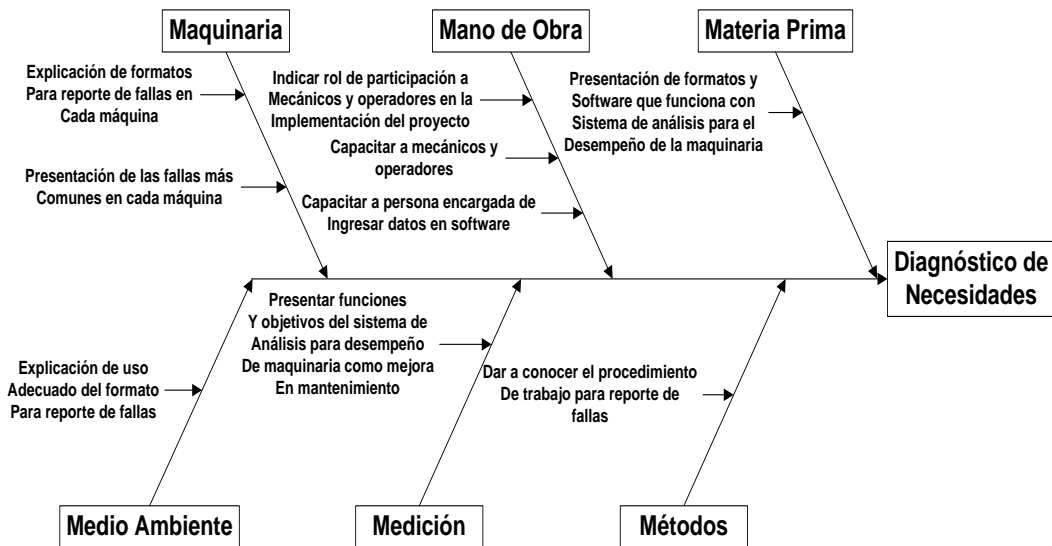 Maquinaria
Mano de Obra
Materia Prima
Explicación de formatos
Para reporte de fallas en
Cada máquina
Presentación de las fallas más
Comunes en cada máquina
Indicar rol de participación a
Mecánicos y operadores en la
Implementación del proyecto
Capacitar a mecánicos y
operadores
Capacitar a persona encargada de
Ingresar datos en software
Presentación de formatos y
Software que funciona con
Sistema de análisis para el
Desempeño de la maquinaria
Diagnóstico de
Necesidades
Explicación de uso
Adecuado del formato
Para reporte de fallas
Presentar funciones
Y objetivos del sistema de
Análisis para desempeño
De maquinaria como mejora
En mantenimiento
Dar a conocer el procedimiento
De trabajo para reporte de
fallas
Medio Ambiente
Medición
Métodos